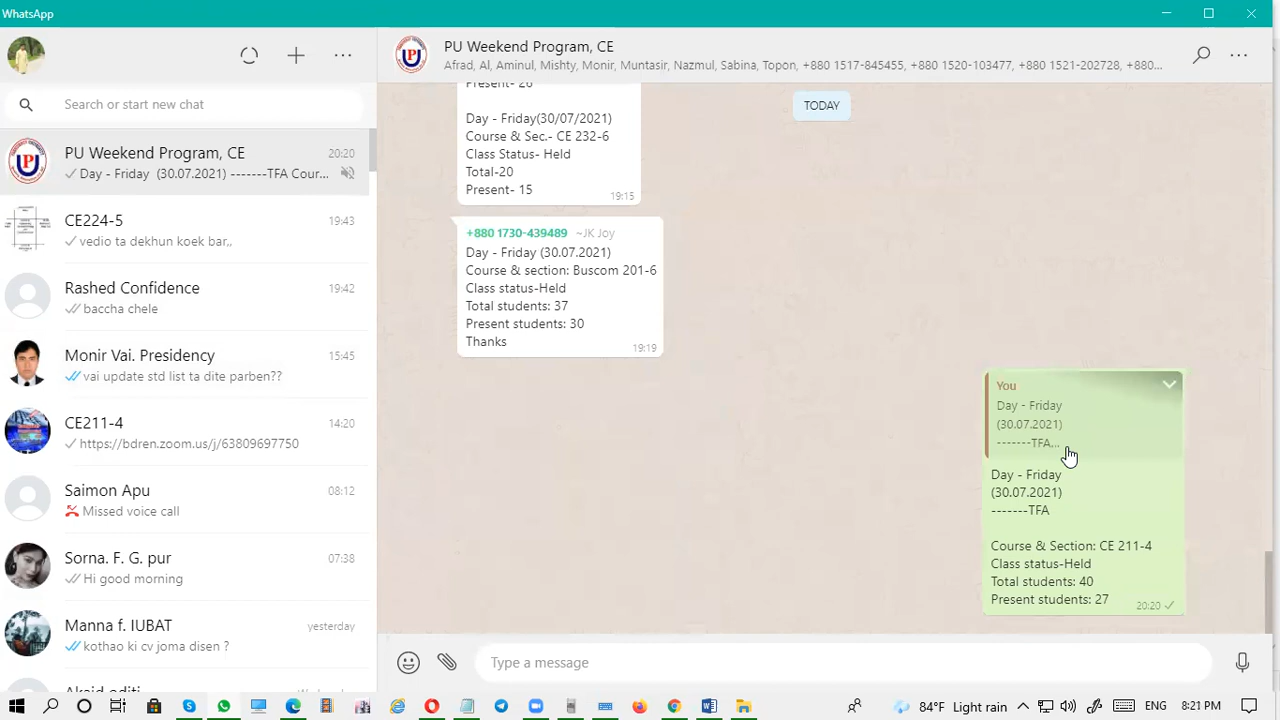 WhatsApp
Search or start new chat
PU Weekend Program, CE
20:20
Day - Friday (30.07.2021) -------TFA Cour...
CE224-5
19:43
vedio ta dekhun koek bar,,
Rashed Confidence
19:42
baccha chele
Monir Vai. Presidency
15:45
vai update std list ta dite parben??
CE211-4
14:20
https://bdren.zoom.us/j/63809697750
Saimon Apu
08:12
Missed voice call
Sorna. F. G. pur
07:38
Hi good morning
Manna f. IUBAT
yesterday
kothao ki cv joma disen ?
PU Weekend Program, CE
Afrad, Al, Aminul, Mishty, Monir, Muntasir, Nazmul, Sabina, Topon, +880 1517-845455, +880 1520-103477, +880 1521-202728, +880...
TODAY
Present- 26
Day - Friday(30/07/2021)
Course & Sec.- CE 232-6
Class Status- Held
Total-20
Present- 15
19:15
+880 1730-439489 ~JK Joy
Day - Friday (30.07.2021)
Course & section: Buscom 201-6
Class status-Held
Total students: 37
Present students: 30
Thanks
19:19
You
Day - Friday
(30.07.2021)
-------TFA...
Day - Friday
(30.07.2021)
-------TFA
Course & Section: CE 211-4
Class status-Held
Total students: 40
Present students: 27
20:20
Type a message
84°F Light rain
8:21 PM